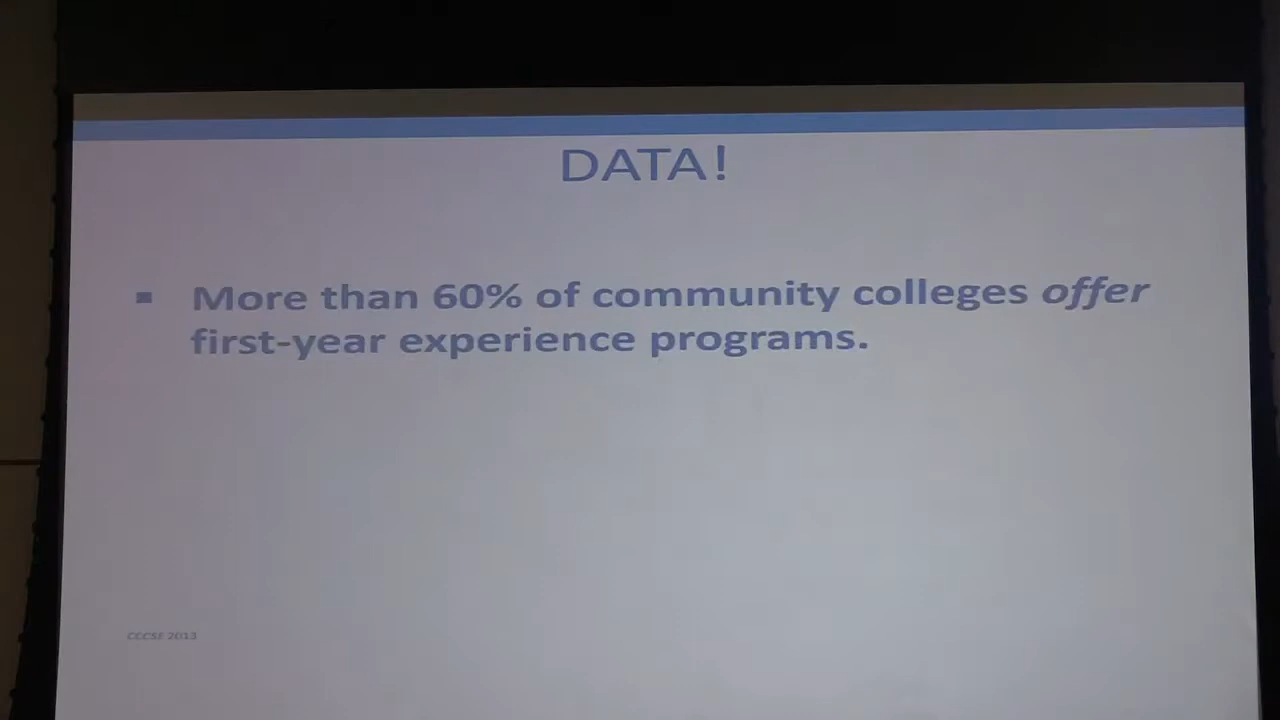 DATA!
▪ More than 60% of community colleges offer
first-year experience programs.
CCCSE 2013